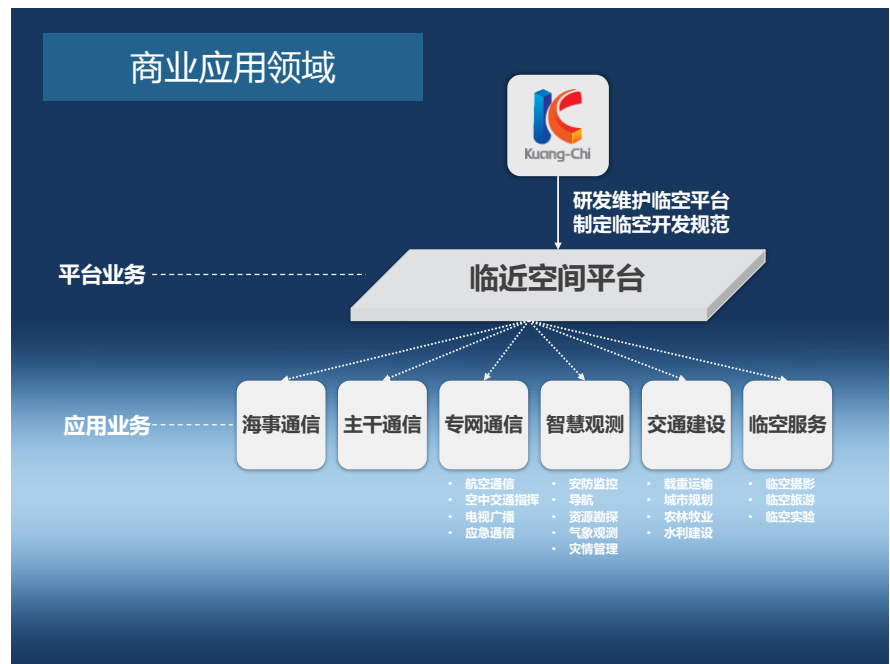 商业应用领域
Kuang-Chi
研发维护临空平台
制定临空开发规范
平台业务
临近空间平台
应用业务
海事通信
主干通信
专网通信
智慧观测
交通建设
临空服务
• 航空通信
• 空中交通指挥
• 电视广播
• 应急通信
• 安防监控
• 导航
• 资源勘探
• 气象观测
• 灾情管理
• 载重运输
• 城市规划
• 农林牧业
• 水利建设
• 临空摄影
• 临空旅游
• 临空实验